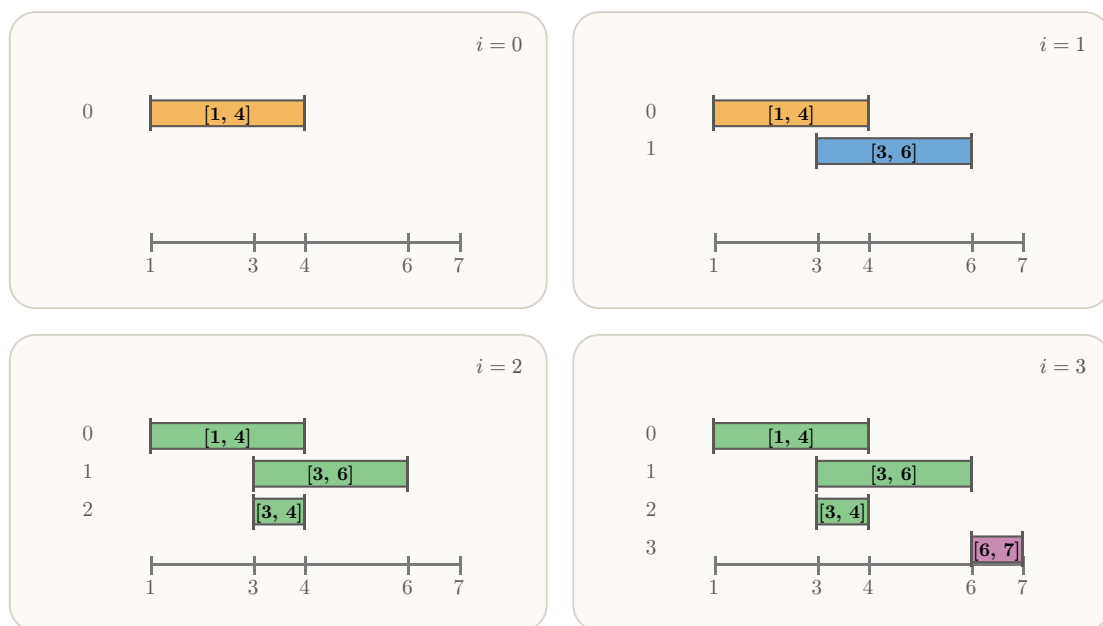 i = 0
0 [1, 4]
1 3 4 6 7
i = 1
0 [1, 4]
1 [3, 6]
1 3 4 6 7
i = 2
0 [1, 4]
1 [3, 6]
2 [3, 4]
1 3 4 6 7
i = 3
0 [1, 4]
1 [3, 6]
2 [3, 4]
3 [6, 7]
1 3 4 6 7